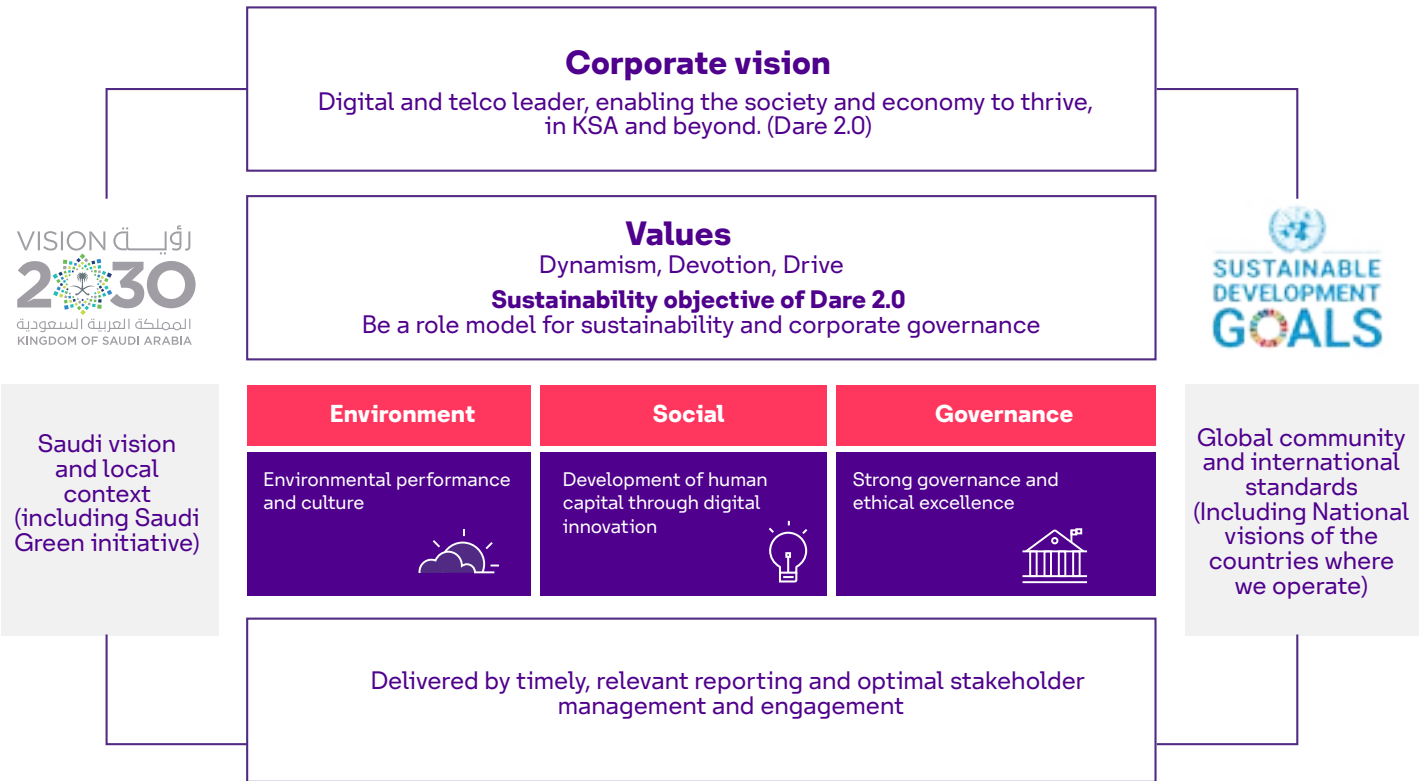 Corporate vision
Digital and telco leader, enabling the society and economy to thrive,
in KSA and beyond. (Dare 2.0)
VISION رؤيـــة
2030
المملكة العربية السعودية
KINGDOM OF SAUDI ARABIA
Values
Dynamism, Devotion, Drive
Sustainability objective of Dare 2.0
Be a role model for sustainability and corporate governance
SUSTAINABLE
DEVELOPMENT
GOALS
Saudi vision
and local
context
(including Saudi
Green initiative)
Environment
Environmental performance
and culture
Social
Development of human
capital through digital
innovation
Governance
Strong governance and
ethical excellence
Global community
and international
standards
(Including National
visions of the
countries where
we operate)
Delivered by timely, relevant reporting and optimal stakeholder
management and engagement